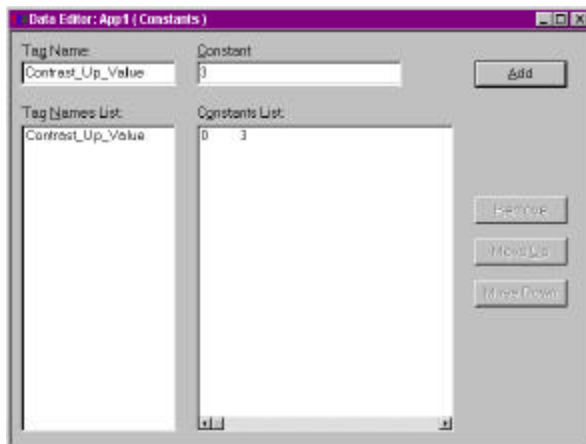 Data Editor: App1 ( Constants )
Tag Name:
Constant
Contrast_Up_Value
3
Add
Tag Names List:
Constants List:
Contrast_Up_Value
0 3
Remove
Move Up
Move Down